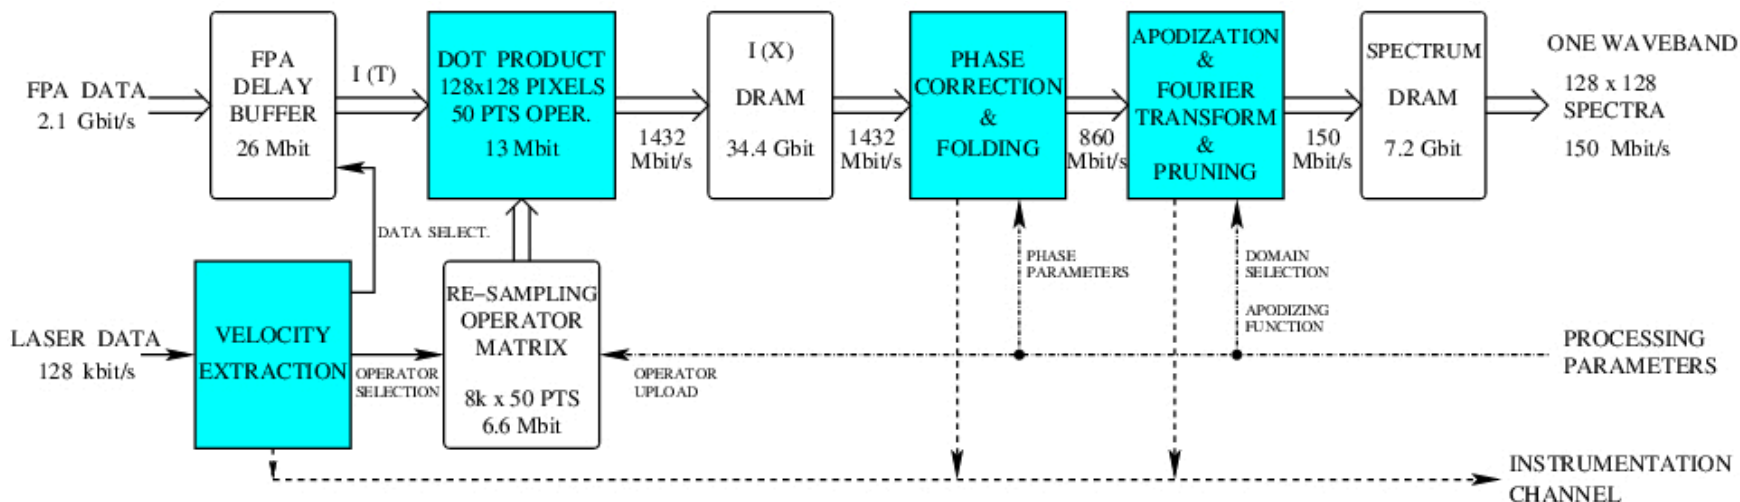 FPA DATA
2.1 Gbit/s
FPA
DELAY
BUFFER
26 Mbit
I (T)
DOT PRODUCT
128x128 PIXELS
50 PTS OPER.
13 Mbit
1432
Mbit/s
I (X)
DRAM
34.4 Gbit
1432
Mbit/s
PHASE
CORRECTION
&
FOLDING
860
Mbit/s
APODIZATION
&
FOURIER
TRANSFORM
&
PRUNING
150
Mbit/s
SPECTRUM
DRAM
7.2 Gbit
ONE WAVEBAND
128 x 128
SPECTRA
150 Mbit/s
DATA SELECT.
PHASE
PARAMETERS
DOMAIN
SELECTION
APODIZING
FUNCTION
LASER DATA
128 kbit/s
VELOCITY
EXTRACTION
OPERATOR
SELECTION
RE-SAMPLING
OPERATOR
MATRIX
8k x 50 PTS
6.6 Mbit
OPERATOR
UPLOAD
PROCESSING
PARAMETERS
INSTRUMENTATION
CHANNEL